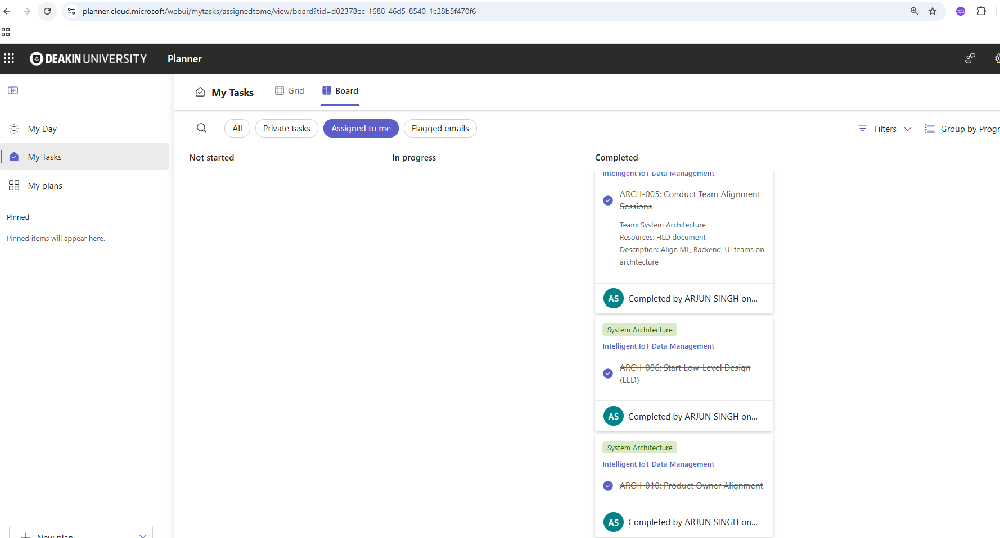 planner.cloud.microsoft/webui/mytasks/assignedtome/view/board?tid=d02378ec-1688-46d5-8540-1c28b5f470f6
DEAKIN UNIVERSITY
Planner
My Tasks
Grid
Board
My Day
My Tasks
My plans
Pinned
Pinned items will appear here.
New plan
All
Private tasks
Assigned to me
Flagged emails
Filters
Group by Progr
Not started
In progress
Completed
Intelligent IoT Data Management
ARCH-005: Conduct Team Alignment
Sessions
Team: System Architecture
Resources: HLD document
Description: Align ML, Backend, UI teams on
architecture
AS
Completed by ARJUN SINGH on...
System Architecture
Intelligent IoT Data Management
ARCH-006: Start Low-Level Design
(LLD)
AS
Completed by ARJUN SINGH on...
System Architecture
Intelligent IoT Data Management
ARCH-010: Product Owner Alignment
AS
Completed by ARJUN SINGH on...